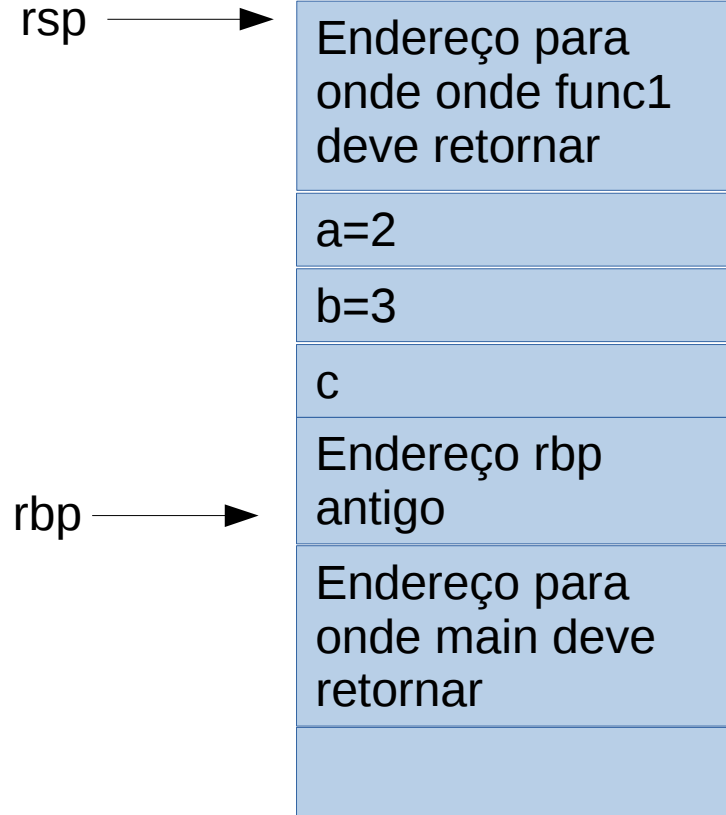 rsp
Endereço para
onde onde func1
deve retornar
a=2
b=3
c
Endereço rbp
antigo
rbp
Endereço para
onde main deve
retornar